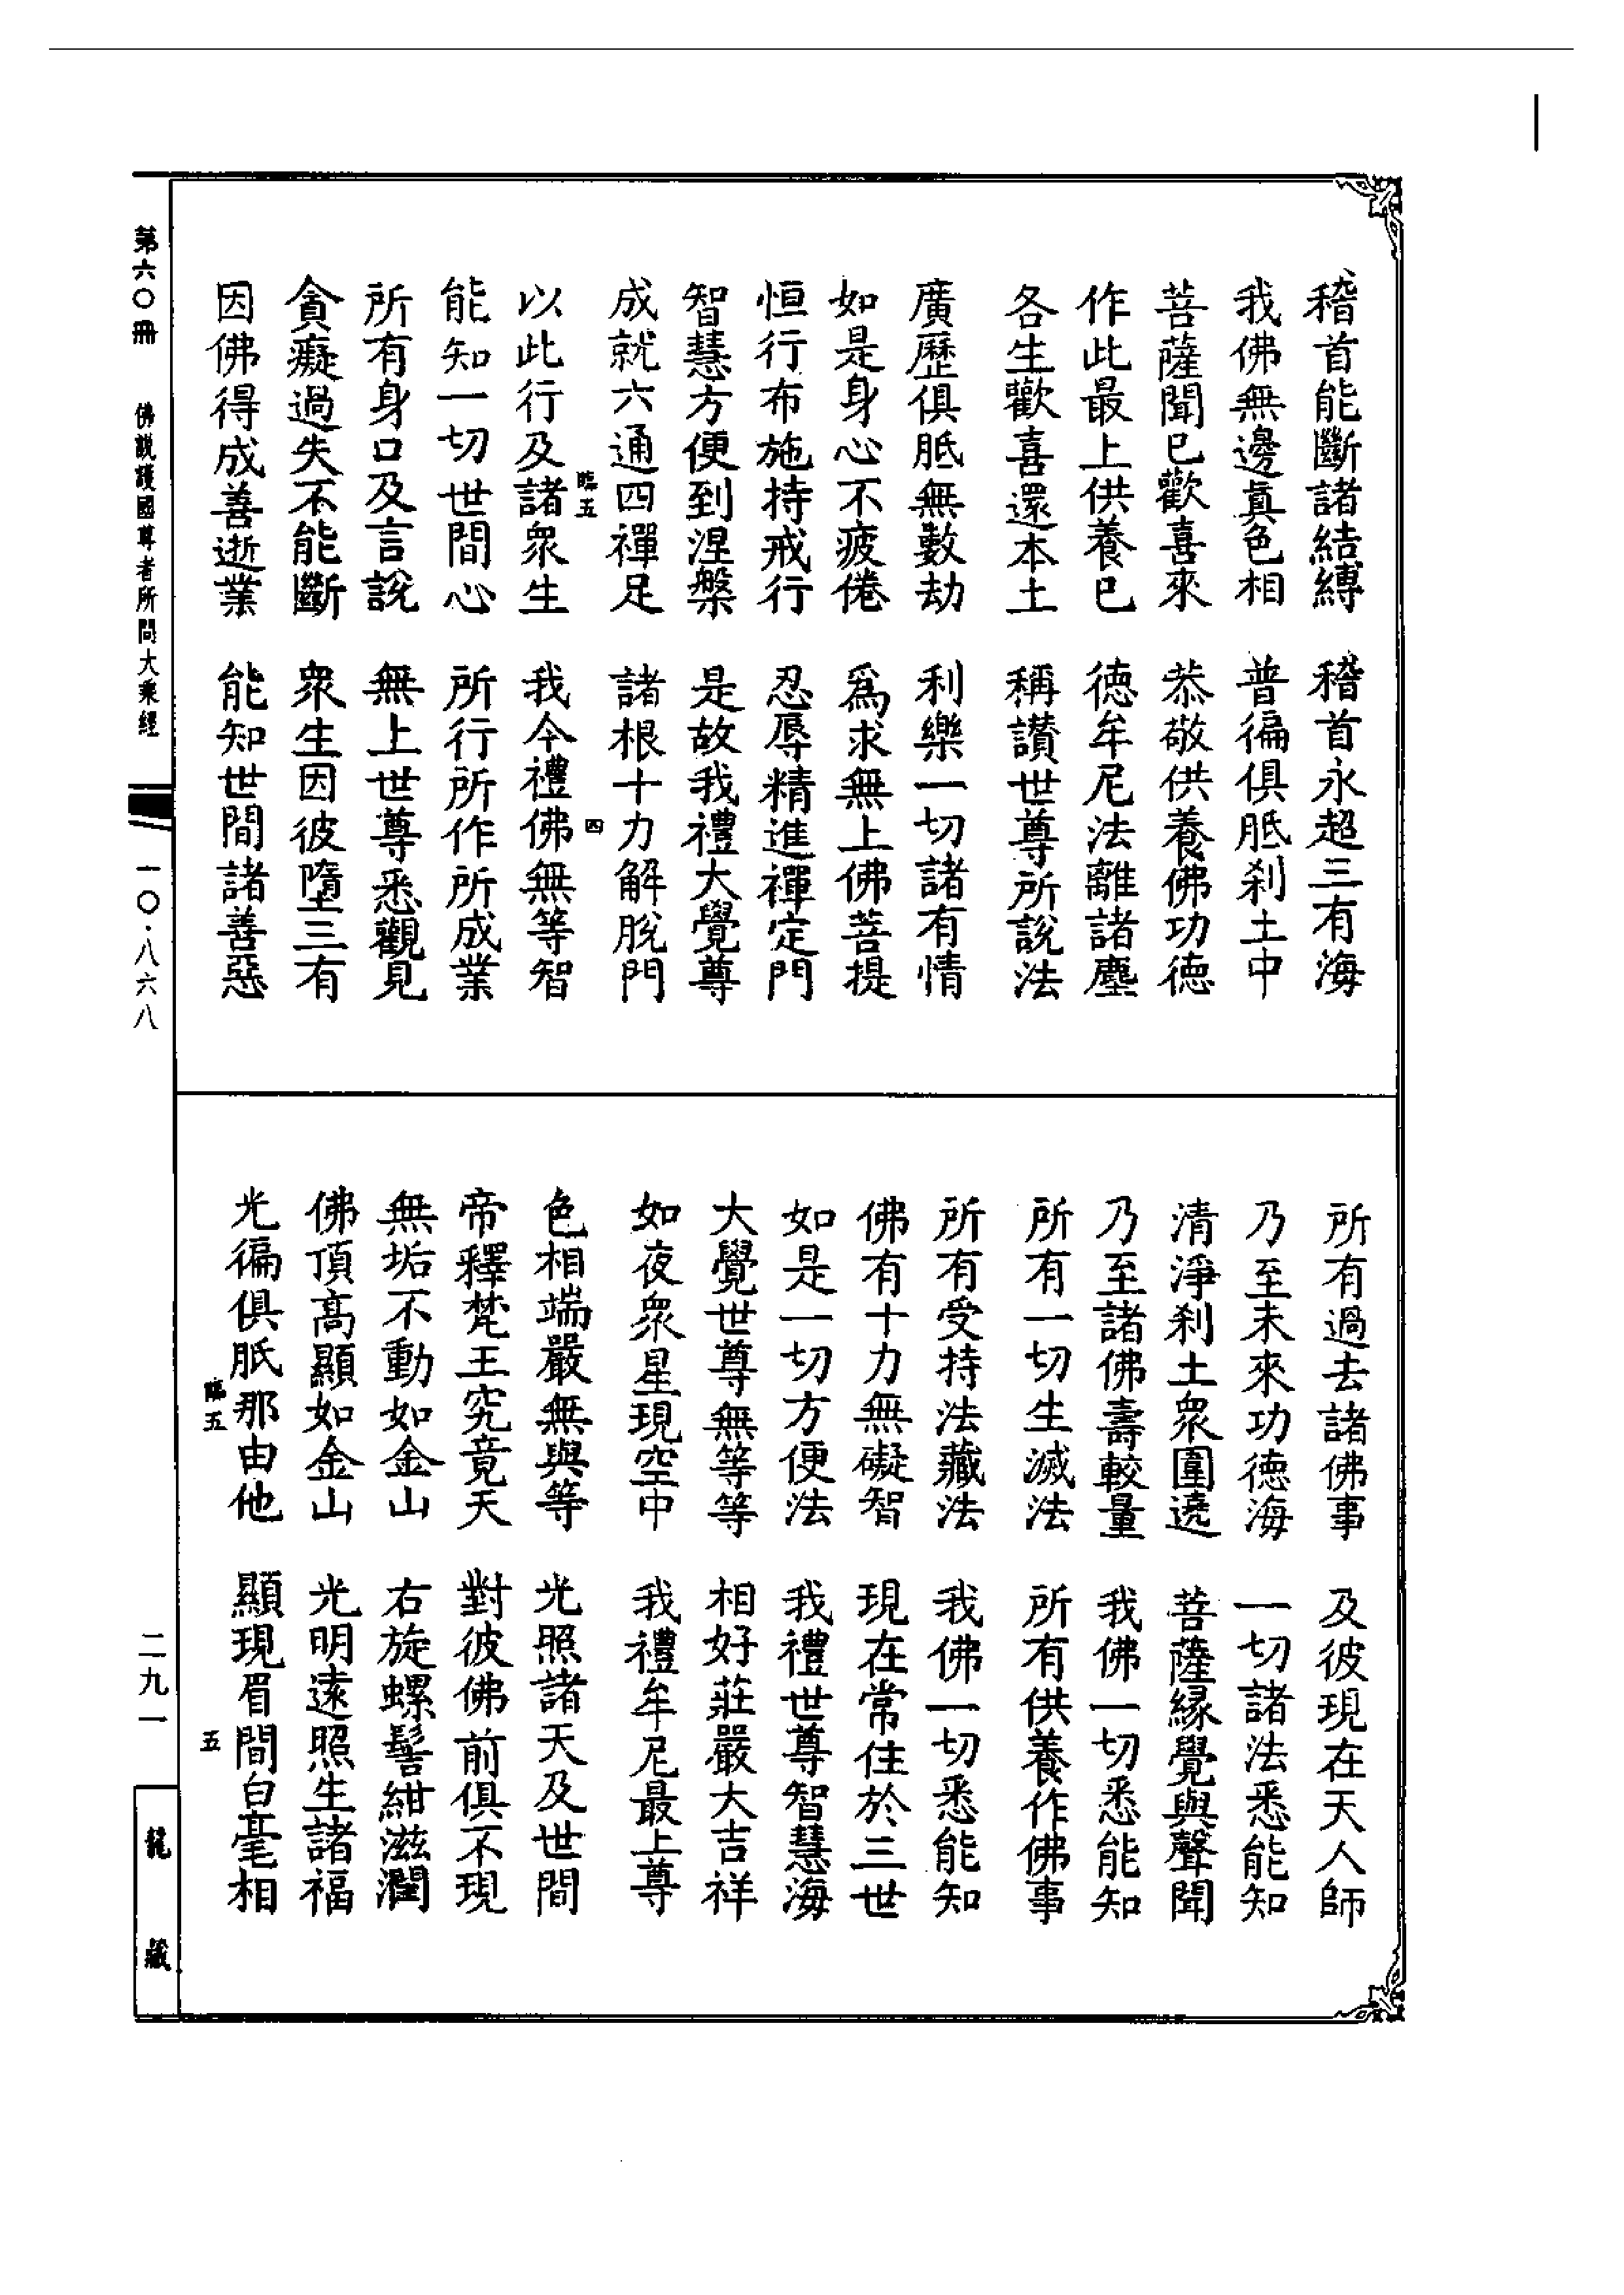 稽首能斷諸結縛　稽首永超三有海
我佛無邊真色相　普徧俱胝刹土中
菩薩聞已歡喜來　恭敬供養佛功德
作此最上供養已　德牟尼法離諸塵
各生歡喜還本土　稱讃世尊所說法
廣歷俱胝無數劫　利樂一切諸有情
如是身心不疲倦　爲求無上佛菩提
恒行布施持戒行　忍辱精進禪定門
智慧方便到涅槃　是故我禮大覺尊
成就六通四禪足　諸根十力解脫門
臨五　四
以此行及諸衆生　我今禮佛無等智
能知一切世間心　所行所作所成業
所有身口及言說　無上世尊悉觀見
貪癡過失不能斷　衆生因彼墮三有
因佛得成善逝業　能知世間諸善惡
所有過去諸佛事　及彼現在天人師
乃至未來功德海　一切諸法悉能知
清淨刹土衆圍遶　菩薩緣覺與聲聞
乃至諸佛壽較量　我佛一切悉能知
所有一切生滅法　所有供養作佛事
所有受持法藏法　我佛一切悉能知
佛有十力無礙智　現在常住於三世
如是一切方便法　我禮世尊智慧海
大覺世尊無等等　相好莊嚴大吉祥
如夜衆星現空中　我禮牟尼最上尊
色相端嚴無與等　光照諸天及世間
帝釋梵王究竟天　對彼佛前俱不現
無垢不動如金山　右旋螺髻紺滋潤
佛頂高顯如金山　光明遠照生諸福
光徧俱胝那由他　顯現眉間白毫相
臨五　五
第六〇冊　佛說護國尊者所問大乘經　一〇·八六八　二九一　龍藏